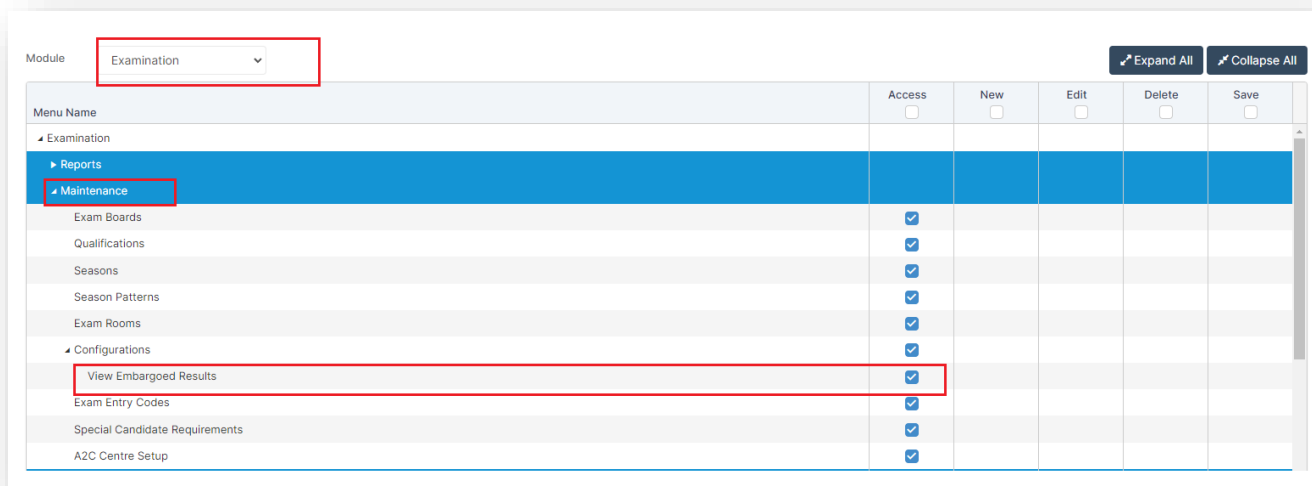 Module Examination Expand All Collapse All
Access New Edit Delete Save
Menu Name
Examination
Reports
Maintenance
Exam Boards
Qualifications
Seasons
Season Patterns
Exam Rooms
Configurations
View Embargoed Results
Exam Entry Codes
Special Candidate Requirements
A2C Centre Setup